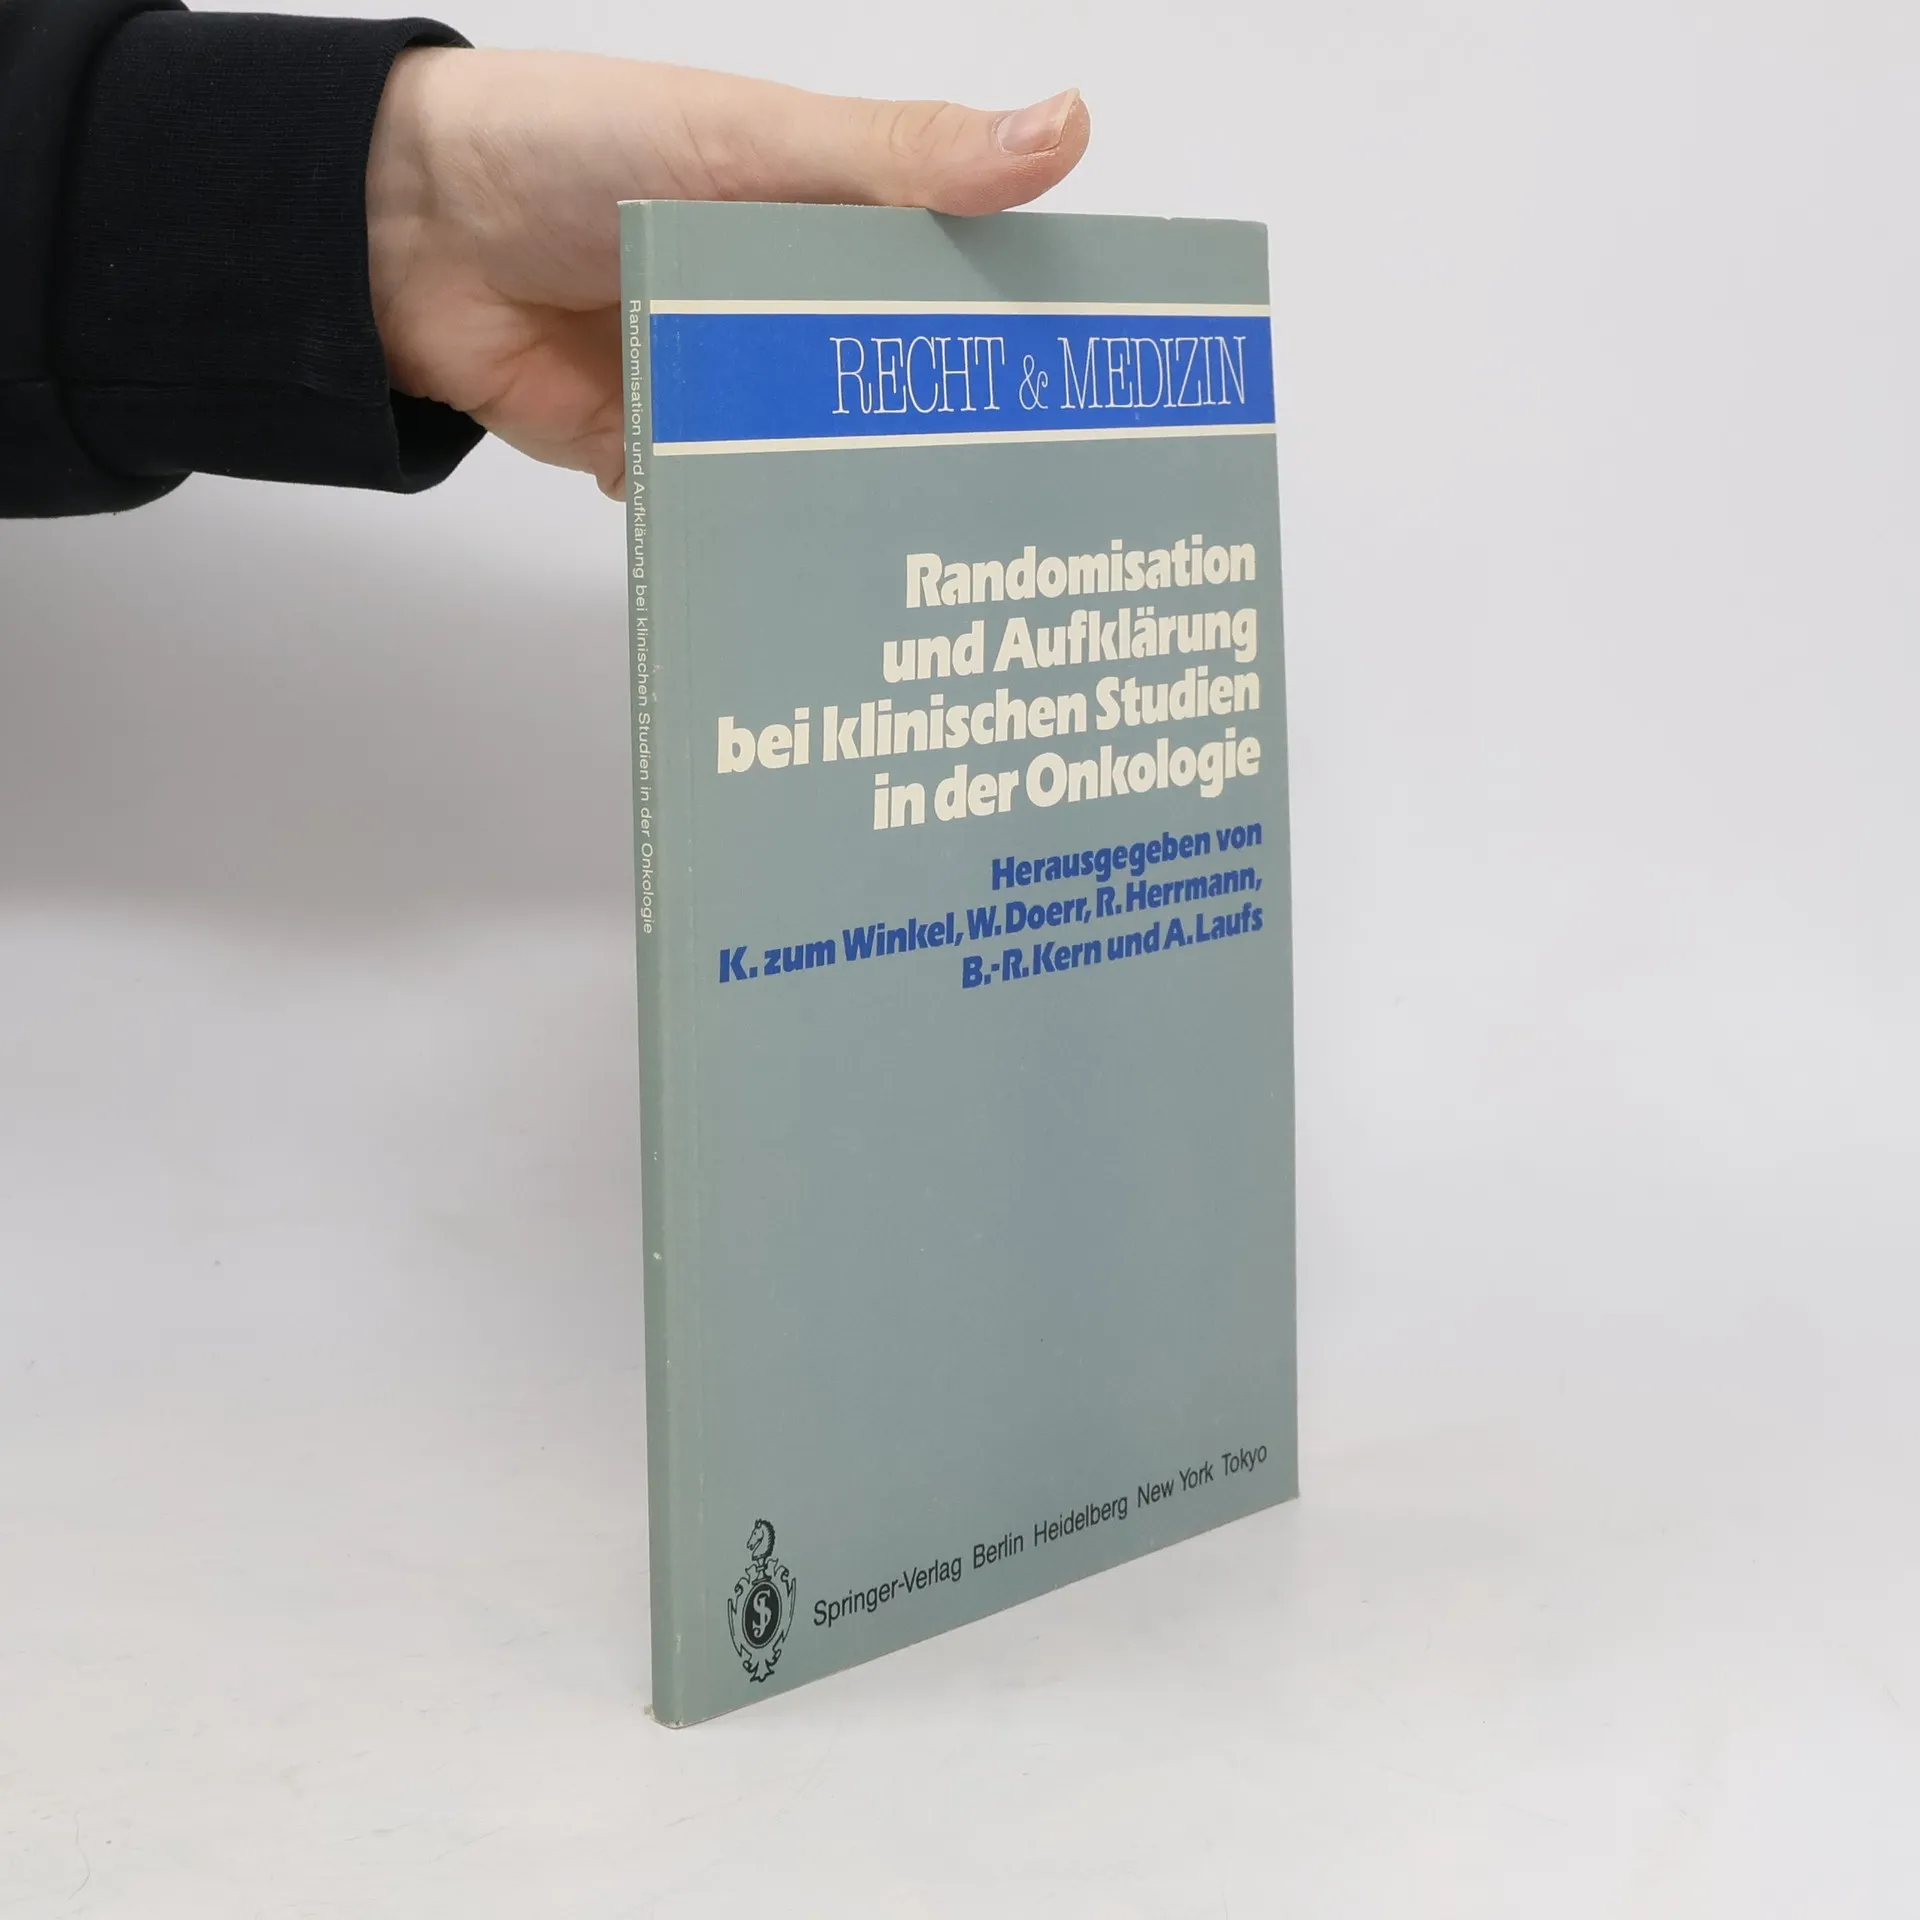 RECHT & MEDIZIN
Randomisation
und Aufklärung
bei klinischen Studien
in der Onkologie
Herausgegeben von
K. zum Winkel, W. Doerr, R. Herrmann,
B.-R. Kern und A. Laufs
Springer-Verlag Berlin Heidelberg New York Tokyo
Randomisation und Aufklärung bei klinischen Studien in der Onkologie